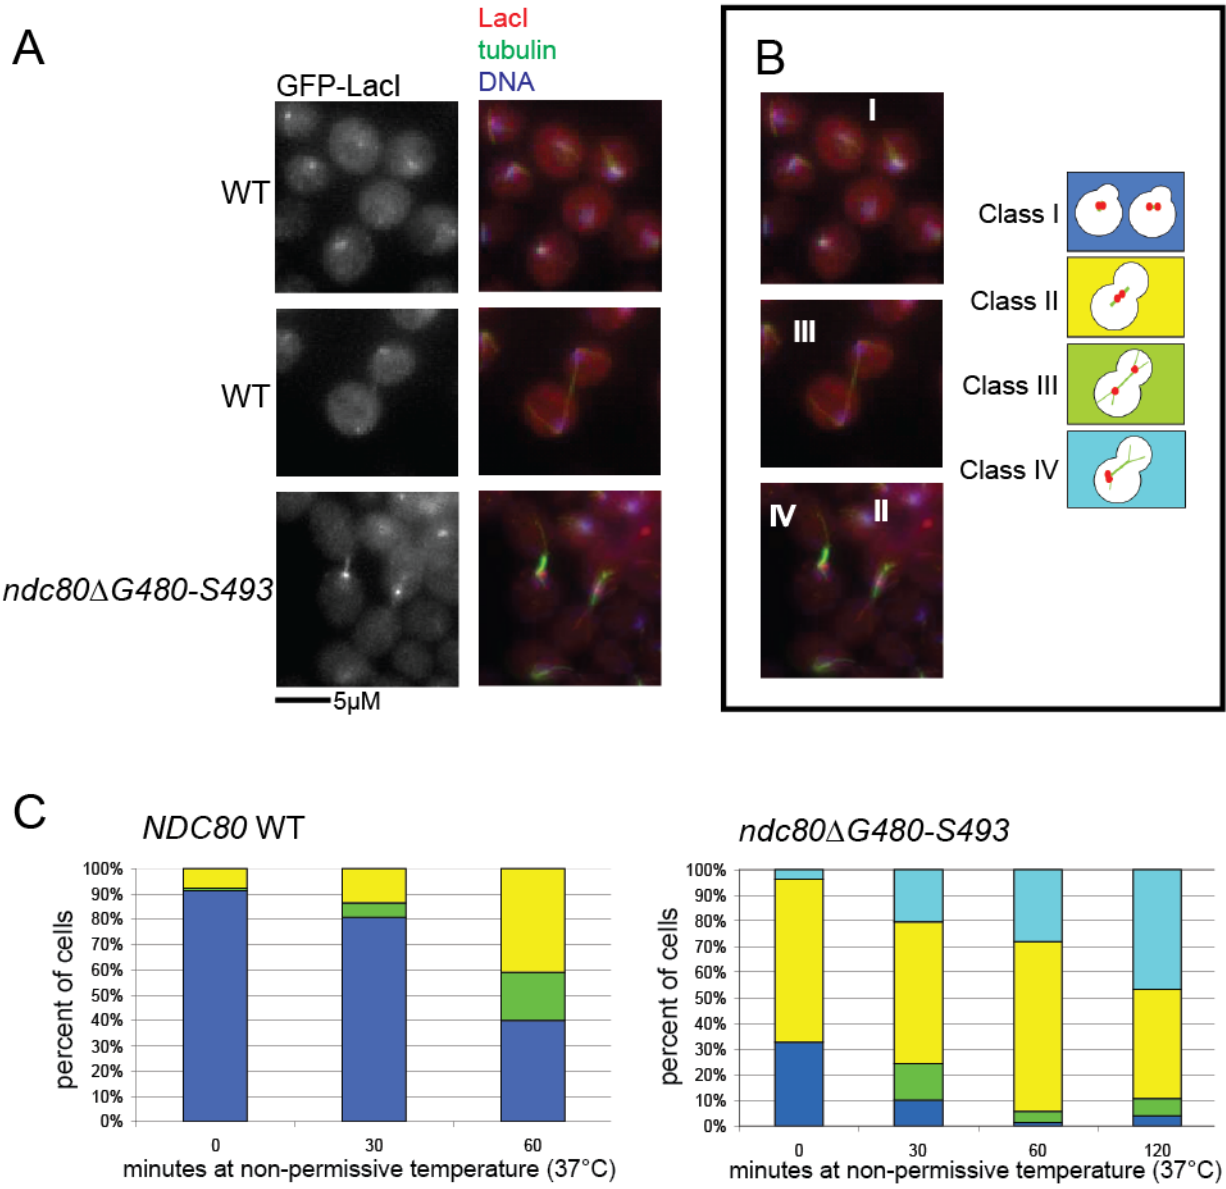 A
LacI
tubulin
GFP-LacI
DNA
WT
WT
ndc80ΔG480-S493
5µM
B
I
III
IV
II
Class I
Class II
Class III
Class IV
C
NDC80 WT
percent of cells
100%
90%
80%
70%
60%
50%
40%
30%
20%
10%
0%
0 30 60
minutes at non-permissive temperature (37°C)
ndc80ΔG480-S493
percent of cells
100%
90%
80%
70%
60%
50%
40%
30%
20%
10%
0%
0 30 60 120
minutes at non-permissive temperature (37°C)